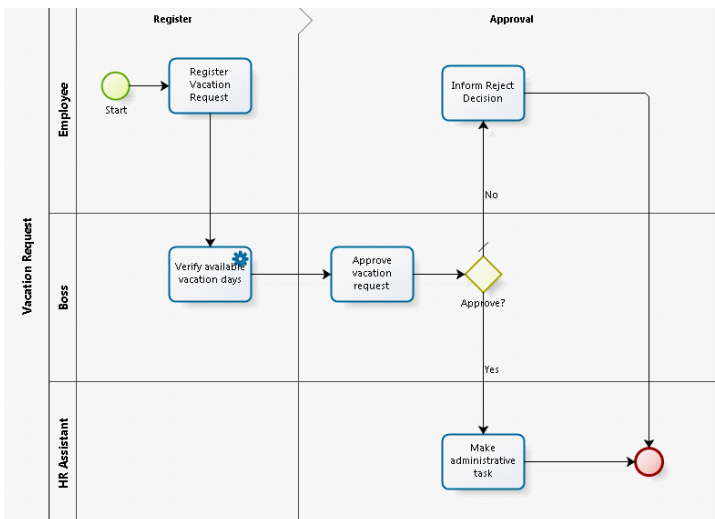 Register
Approval
Vacation Request
Employee
Start
Register
Vacation
Request
Inform Reject
Decision
No
Boss
Verify available
vacation days
Approve
vacation
request
Approve?
Yes
HR Assistant
Make
administrative
task